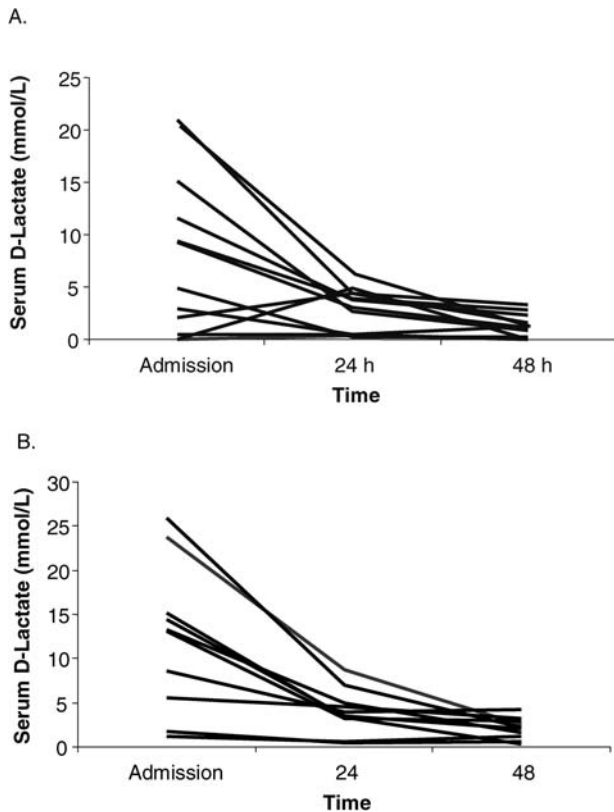 A.
25
20
15
10
5
0
Serum D-Lactate (mmol/L)
Admission 24 h 48 h
Time
B.
30
25
20
15
10
5
0
Serum D-Lactate (mmol/L)
Admission 24 48
Time